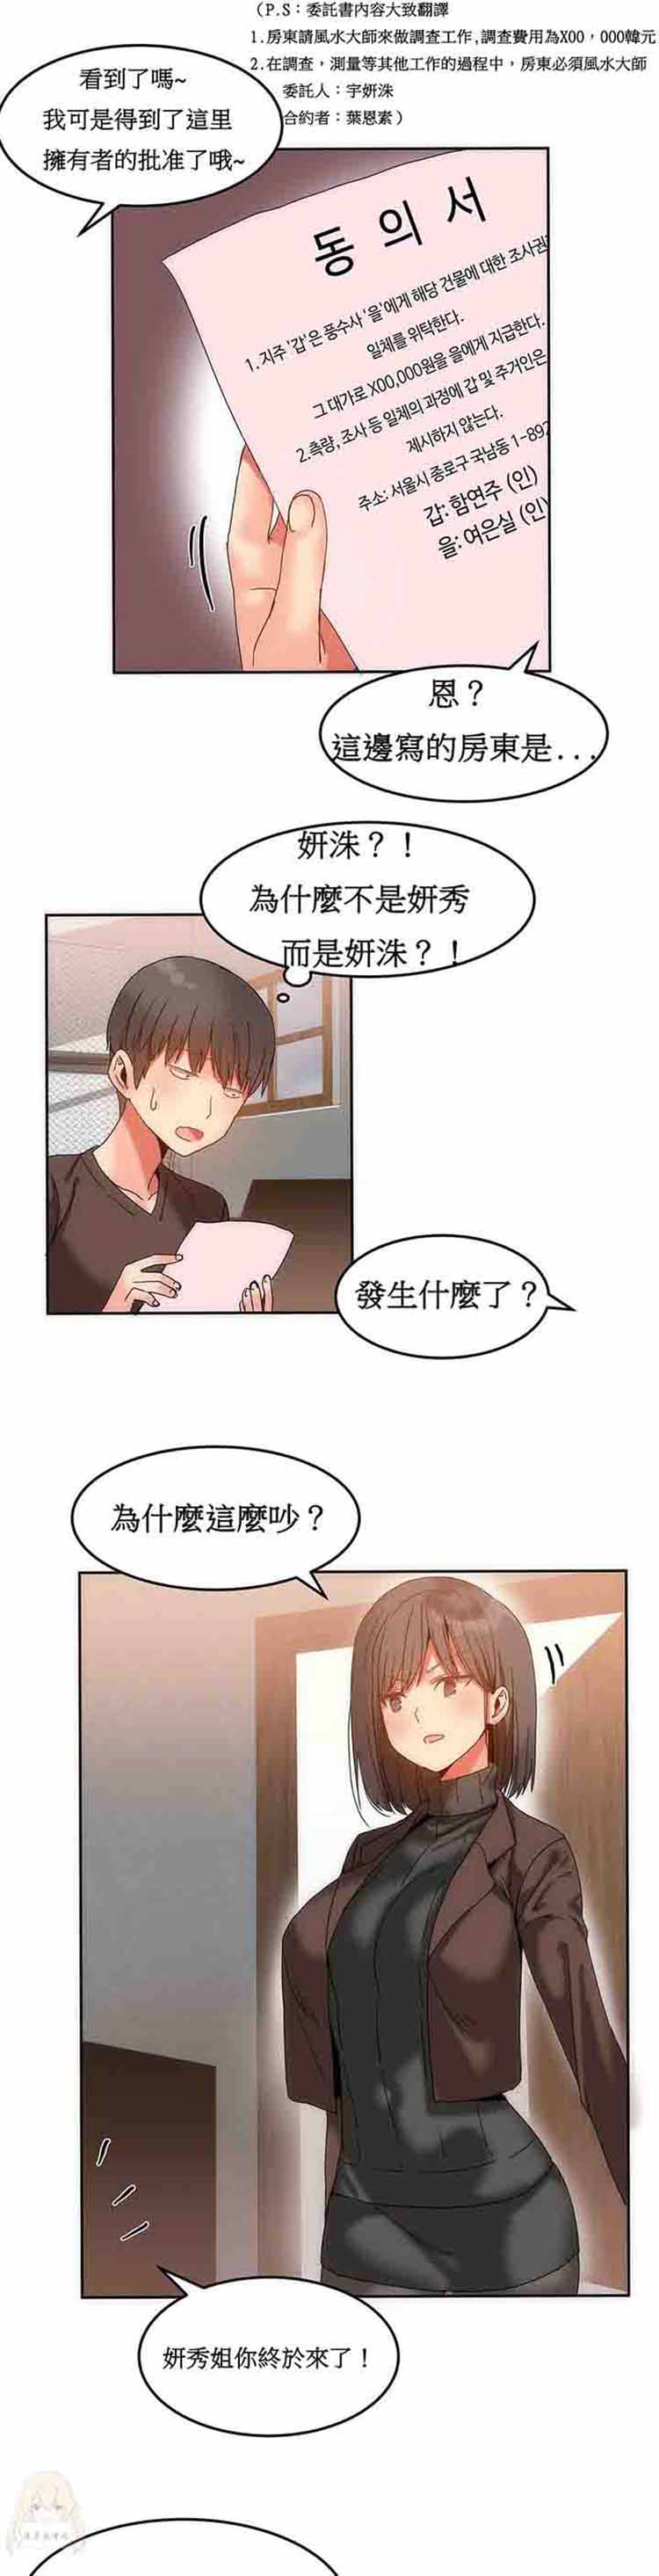 (P.S：委託書內容大致翻譯
1.房東請風水大師來做調查工作,調查費用為X00，000韓元
2.在調查，測量等其他工作的過程中，房東必須風水大師
委託人：宇妍洙
合約者：葉恩素)
看到了嗎~
我可是得到了這里
擁有者的批准了哦~
동의서
1.지주 '갑'은 풍수사 '을'에게 해당 건물에 대한 조사권
일체를 위탁한다.
그 대가로 X00,000원을 을에게 지급한다.
2.측량, 조사 등 일체의 과정에 갑 및 주거인은
제시하지 않는다.
주소: 서울시 종로구 국남동 1-892
갑: 함연주 (인)
을: 여은실 (인)
恩？
這邊寫的房東是...
妍洙？！
為什麼不是妍秀
而是妍洙？！
發生什麼了？
為什麼這麼吵？
妍秀姐你終於來了！